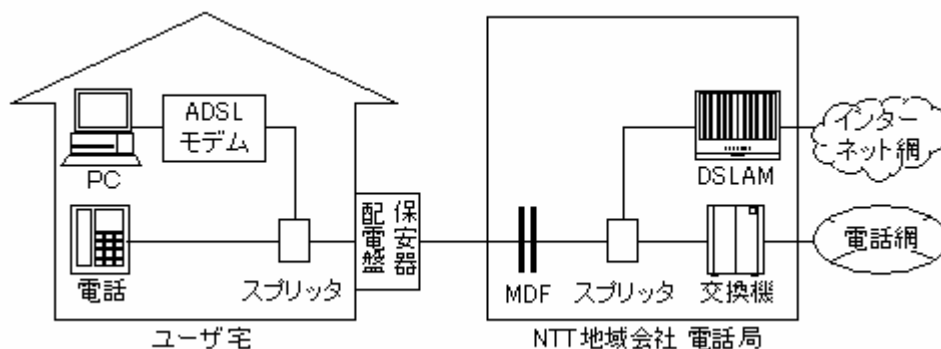 ADSL
モデム
PC
電話
スプリッタ
配電盤
保安器
ユーザ宅
MDF
スプリッタ
DSLAM
交換機
インター
ネット網
電話網
NTT地域会社 電話局